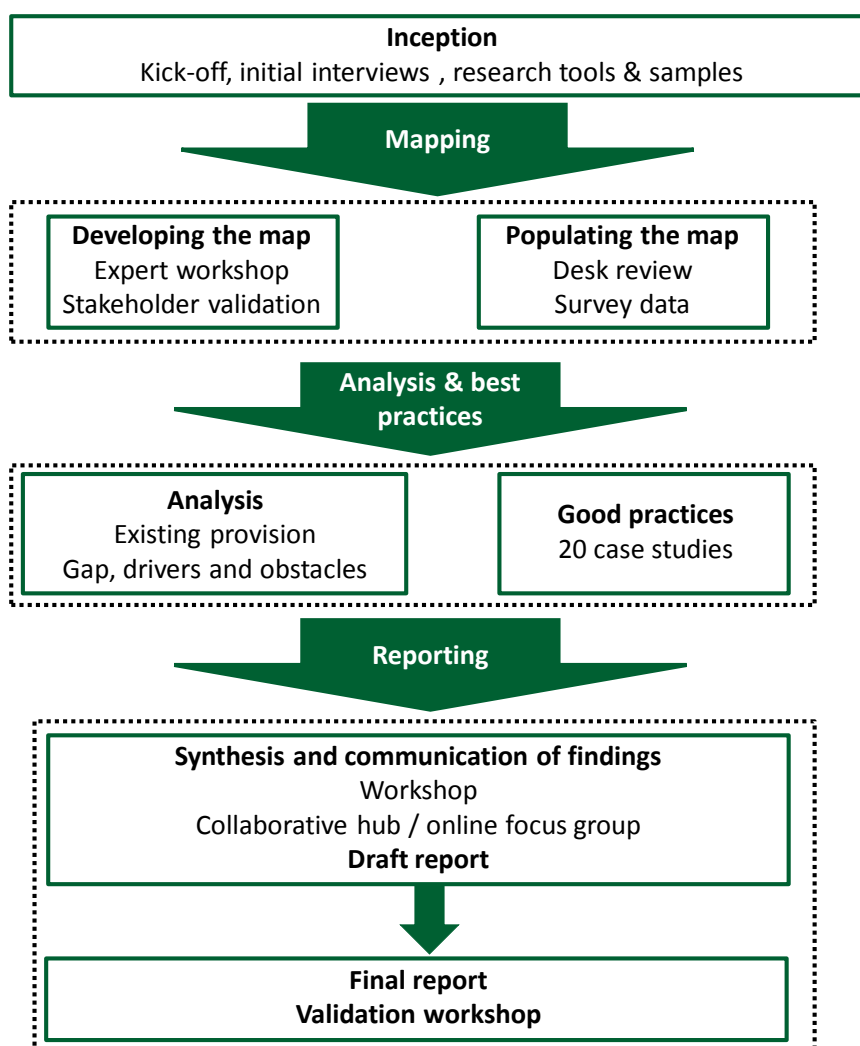 Inception
Kick-off, initial interviews , research tools & samples
Mapping
Developing the map
Expert workshop
Stakeholder validation
Populating the map
Desk review
Survey data
Analysis & best
practices
Analysis
Existing provision
Gap, drivers and obstacles
Good practices
20 case studies
Reporting
Synthesis and communication of findings
Workshop
Collaborative hub / online focus group
Draft report
Final report
Validation workshop